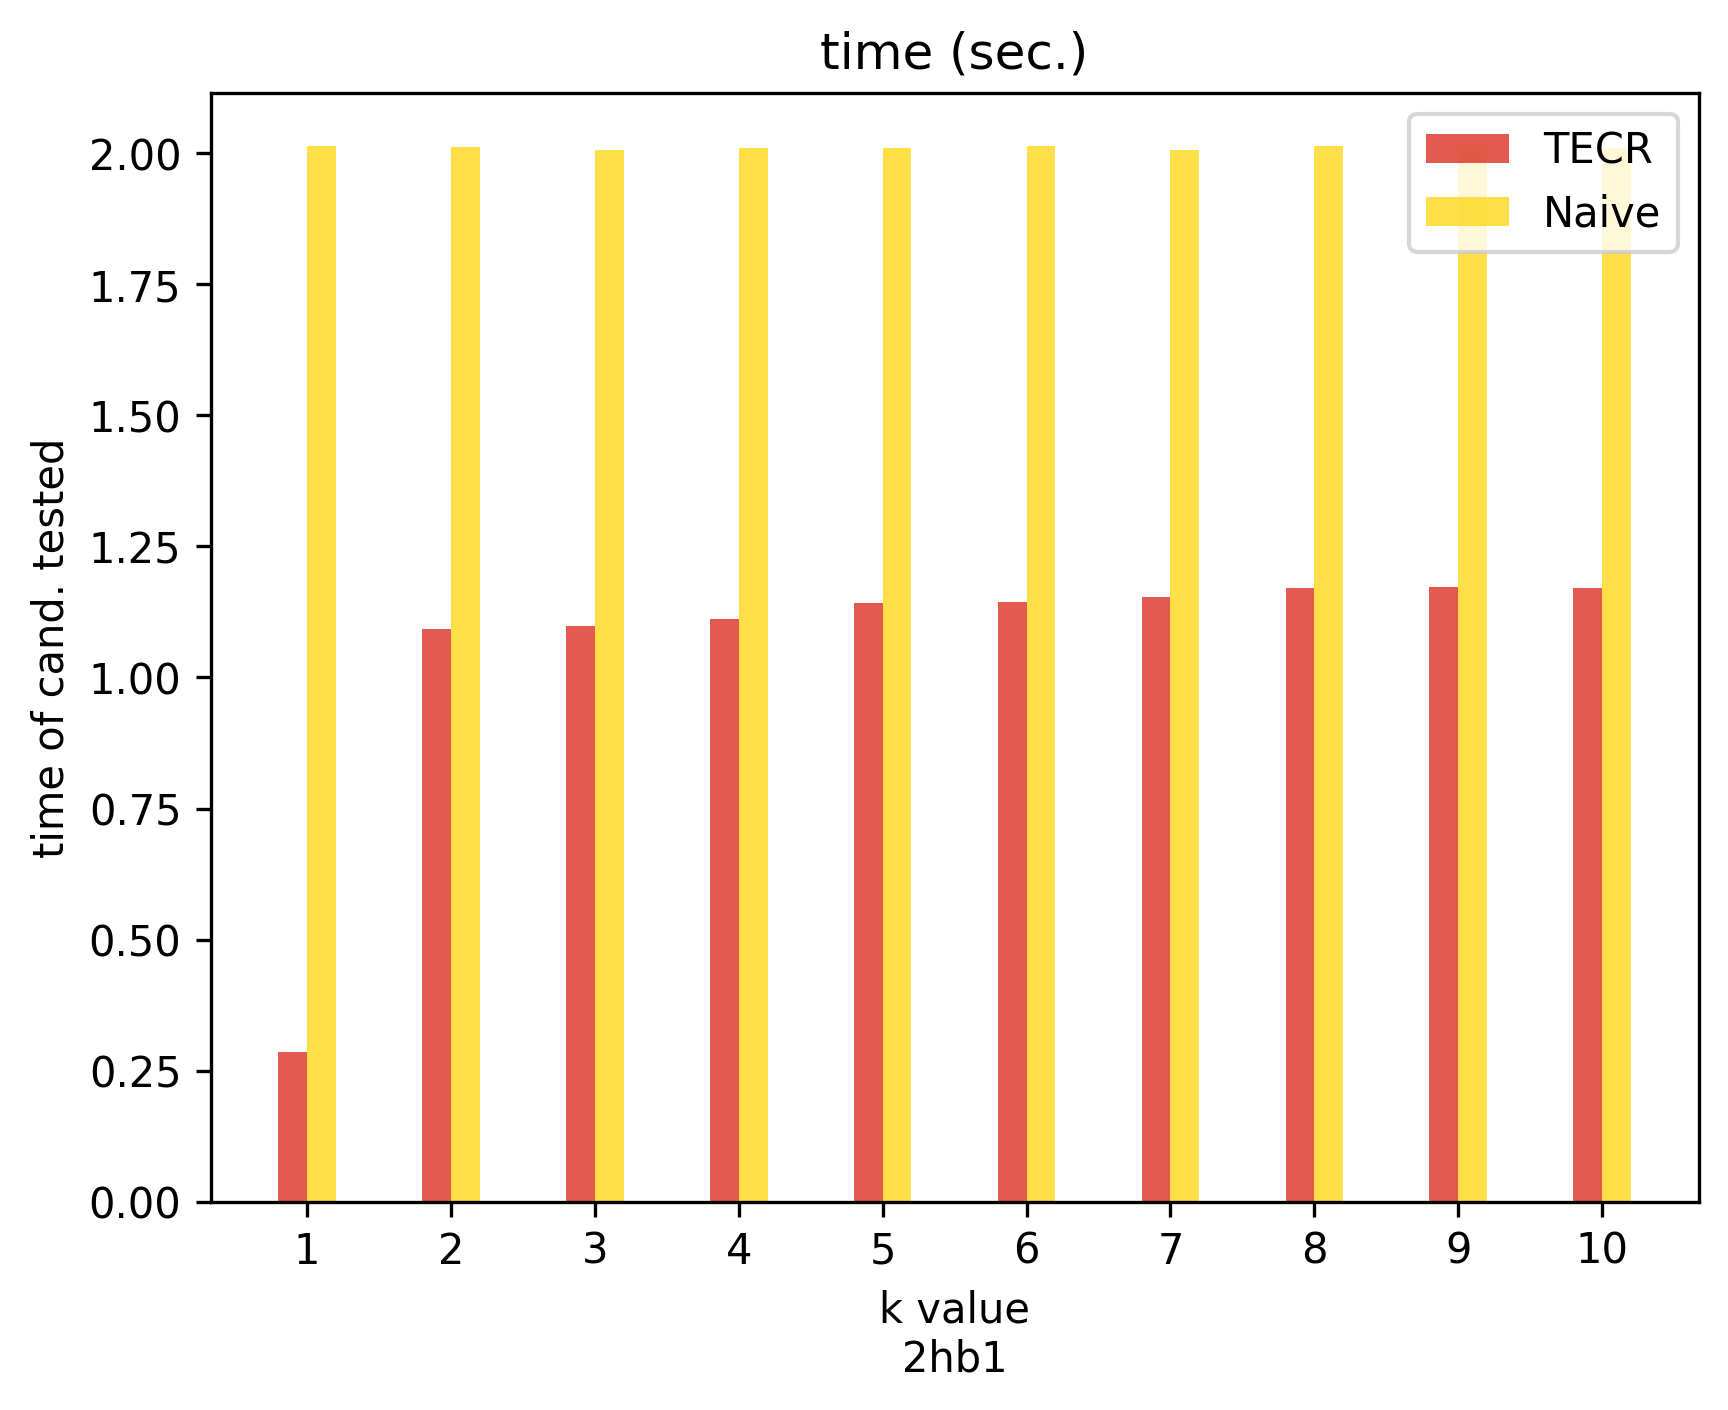 time (sec.)
TECR
Naive
time of cand. tested
2.00
1.75
1.50
1.25
1.00
0.75
0.50
0.25
0.00
1 2 3 4 5 6 7 8 9 10
k value
2hb1